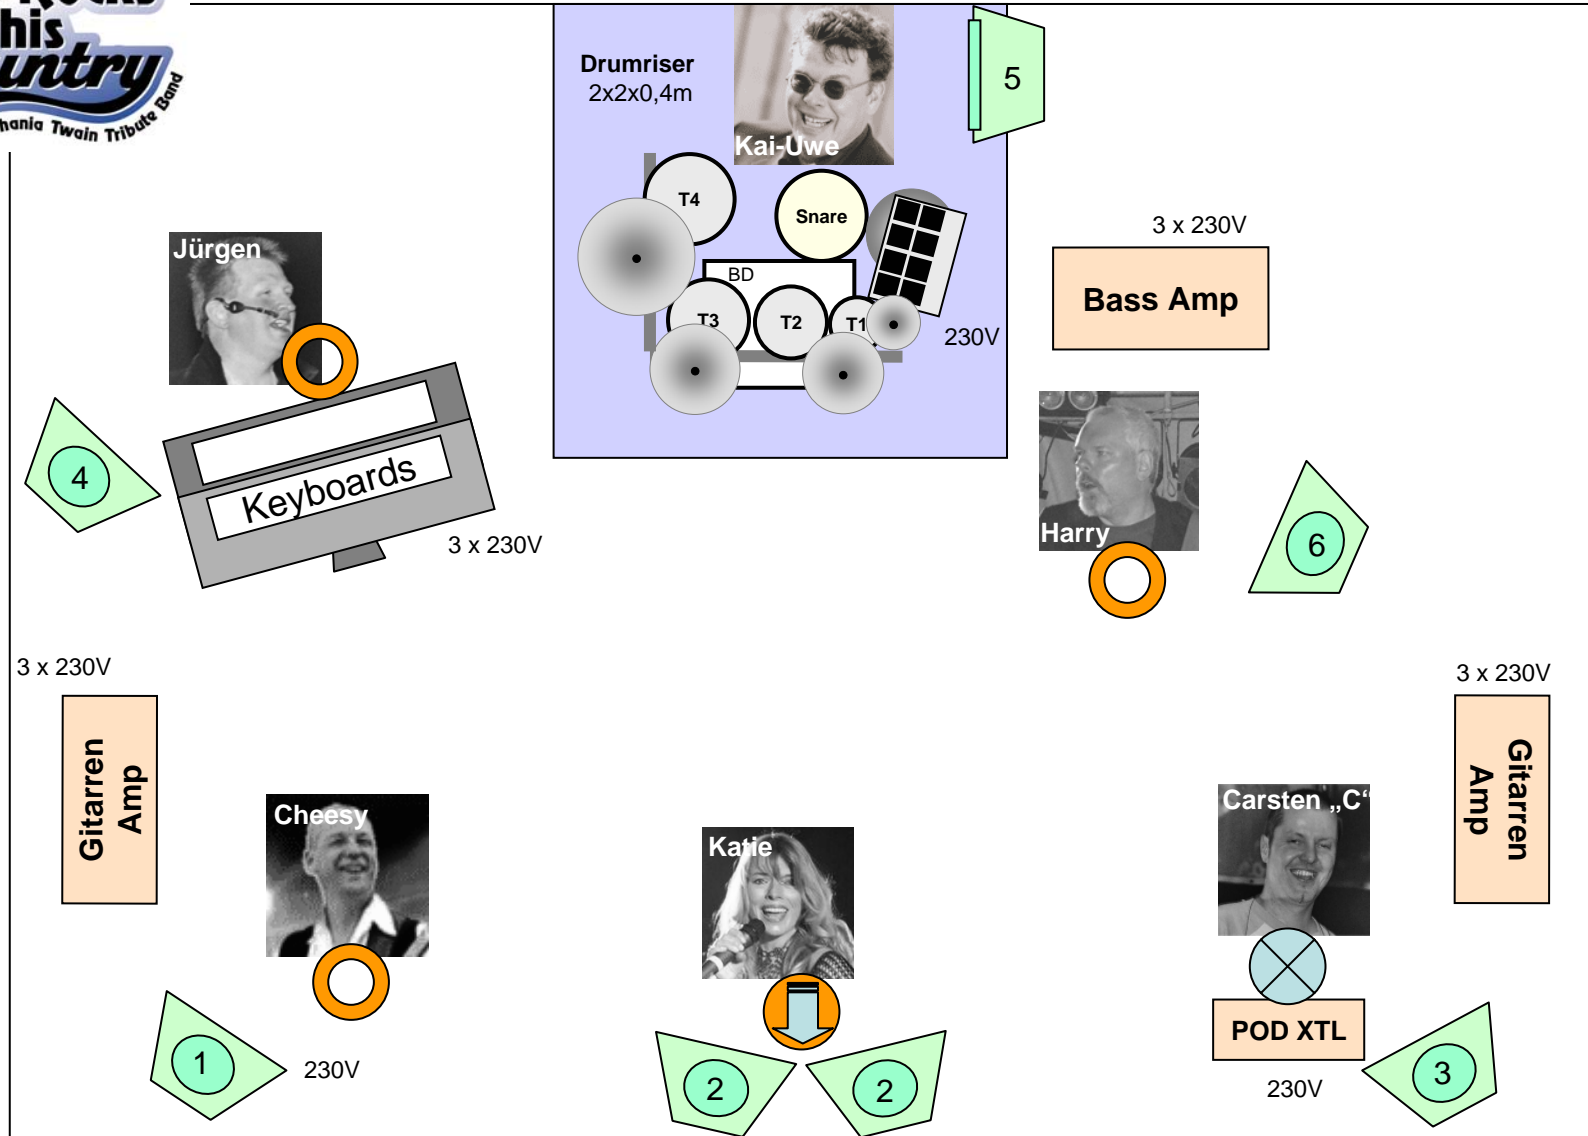 Rocks
his
untry
hania Twain Tribute Band
Drumriser
2x2x0,4m
5
Kai-Uwe
T4
Snare
BD
T3
T2
T1
230V
3 x 230V
Bass Amp
Jürgen
4
Keyboards
3 x 230V
Harry
6
3 x 230V
Gitarren
Amp
Cheesy
1
230V
Katie
2
2
3 x 230V
Gitarren
Amp
Carsten „C“
POD XTL
230V
3